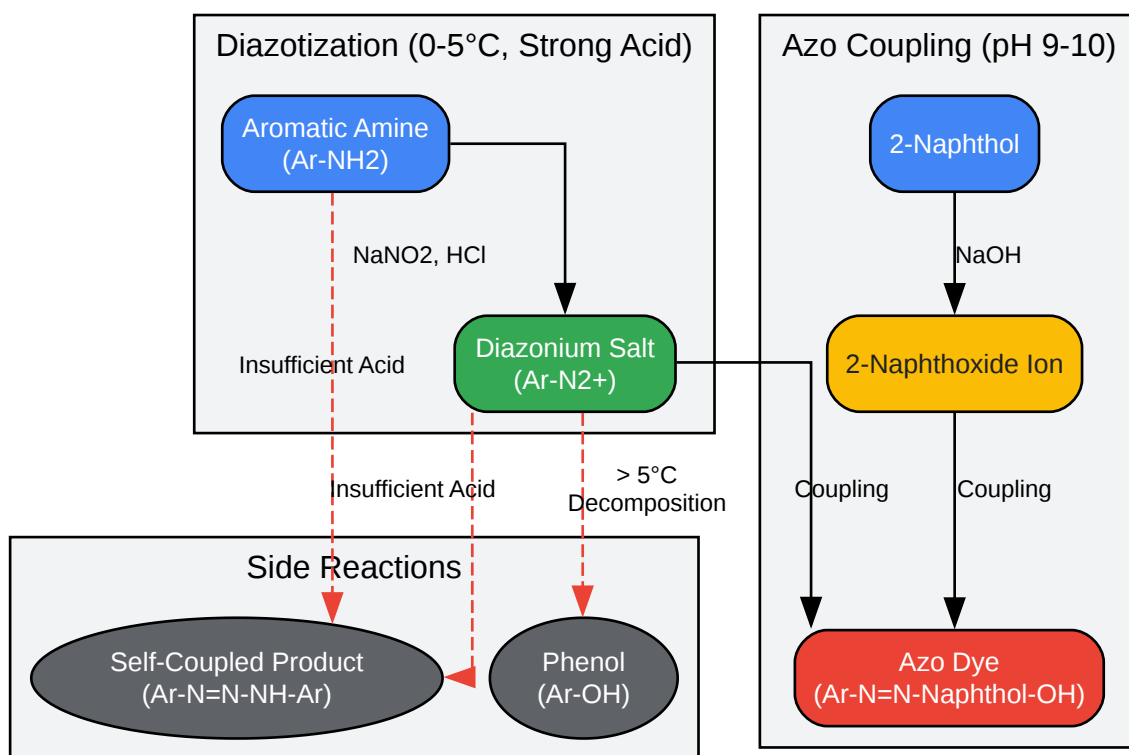 Diazotization (0-5°C, Strong Acid)
Azo Coupling (pH 9-10)
Aromatic Amine
(Ar-NH2)
2-Naphthol
NaNO2, HCl
NaOH
Diazonium Salt
(Ar-N2+)
2-Naphthoxide Ion
Insufficient Acid
Insufficient Acid
> 5°C
Decomposition
Coupling
Coupling
Side Reactions
Self-Coupled Product
(Ar-N=N-NH-Ar)
Phenol
(Ar-OH)
Azo Dye
(Ar-N=N-Naphthol-OH)